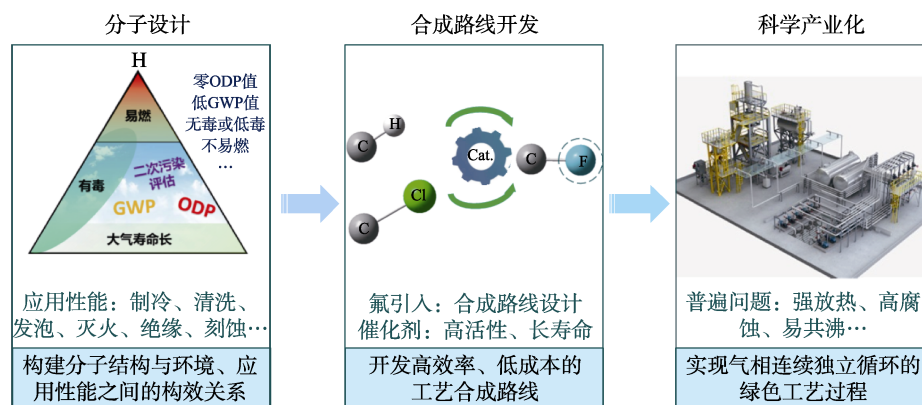 分子设计
H
零ODP值
低GWP值
无毒或低毒
不易燃
…
易燃
有毒
二次污染
评估
GWP
ODP
大气寿命长
应用性能：制冷、清洗、
发泡、灭火、绝缘、刻蚀…
构建分子结构与环境、应
用性能之间的构效关系
合成路线开发
C
H
C
Cl
Cat.
C
F
氟引入：合成路线设计
催化剂：高活性、长寿命
开发高效率、低成本的
工艺合成路线
科学产业化
普遍问题：强放热、高腐
蚀、易共沸…
实现气相连续独立循环的
绿色工艺过程